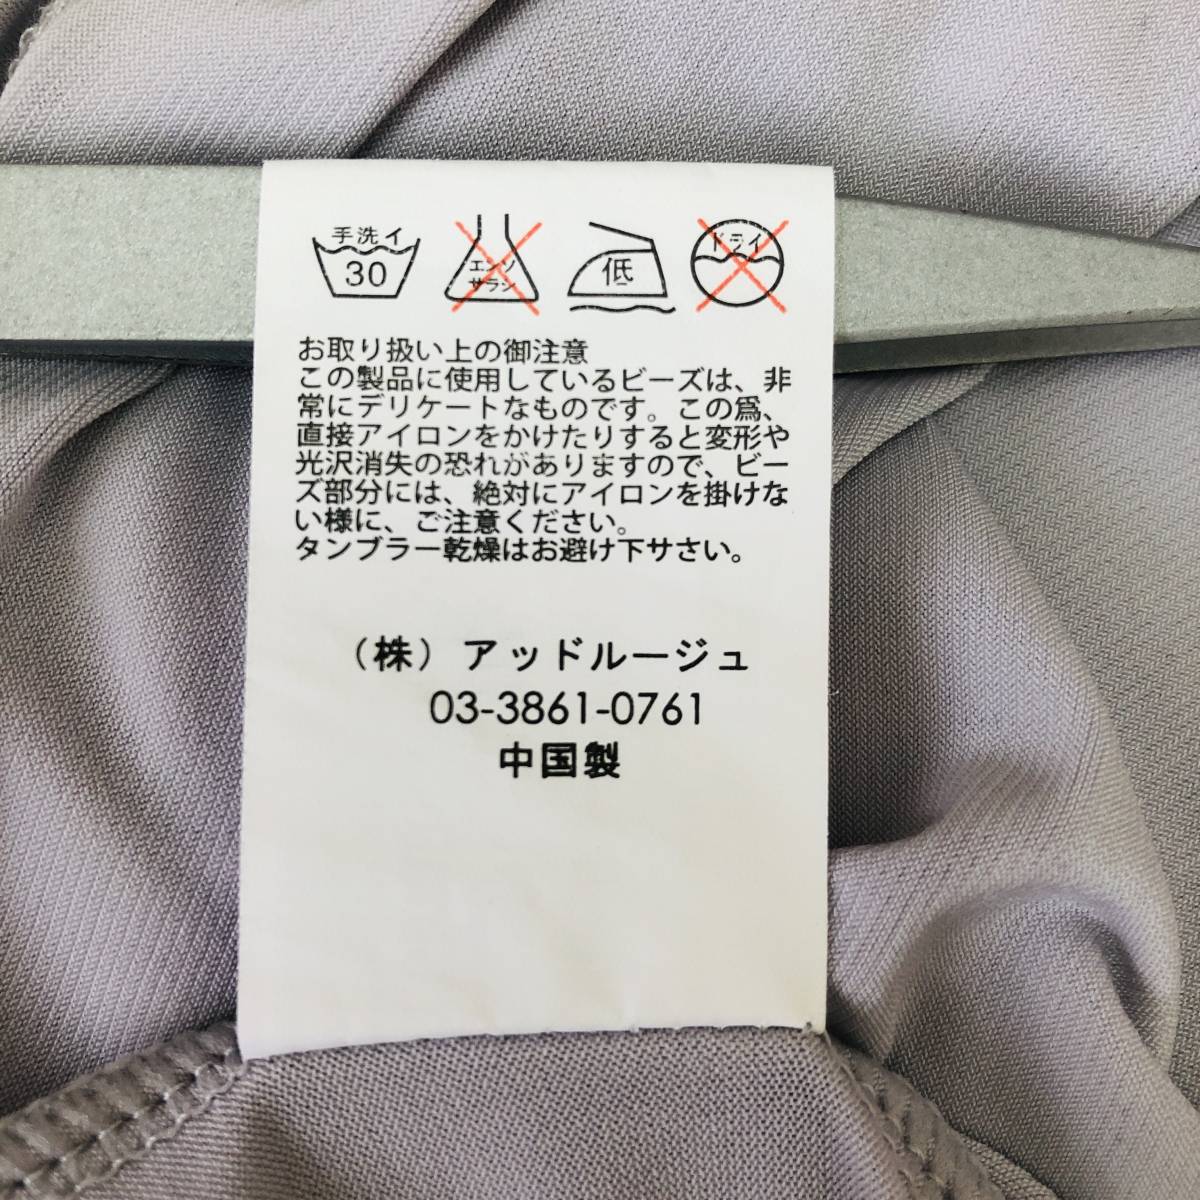 手洗イ
30
エンソ
サラシ
低
ドライ
お取り扱い上の御注意
この製品に使用しているビーズは、非
常にデリケートなものです。この爲、
直接アイロンをかけたりすると変形や
光沢消失の恐れがありますので、ビー
ズ部分には、絶対にアイロンを掛けな
い様に、ご注意ください。
タンブラー乾燥はお避け下サさい。
（株）アッドルージュ
03-3861-0761
中国製